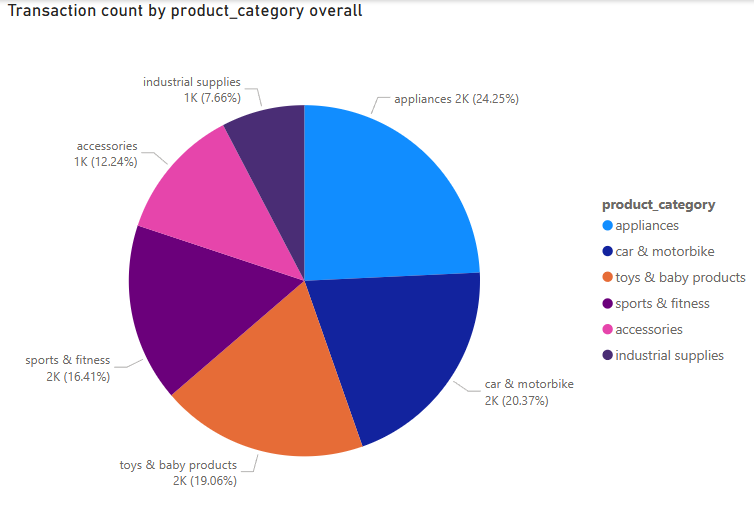 Transaction count by product_category overall
industrial supplies
1K (7.66%)
appliances 2K (24.25%)
accessories
1K (12.24%)
sports & fitness
2K (16.41%)
car & motorbike
2K (20.37%)
toys & baby products
2K (19.06%)
product_category
appliances
car & motorbike
toys & baby products
sports & fitness
accessories
industrial supplies